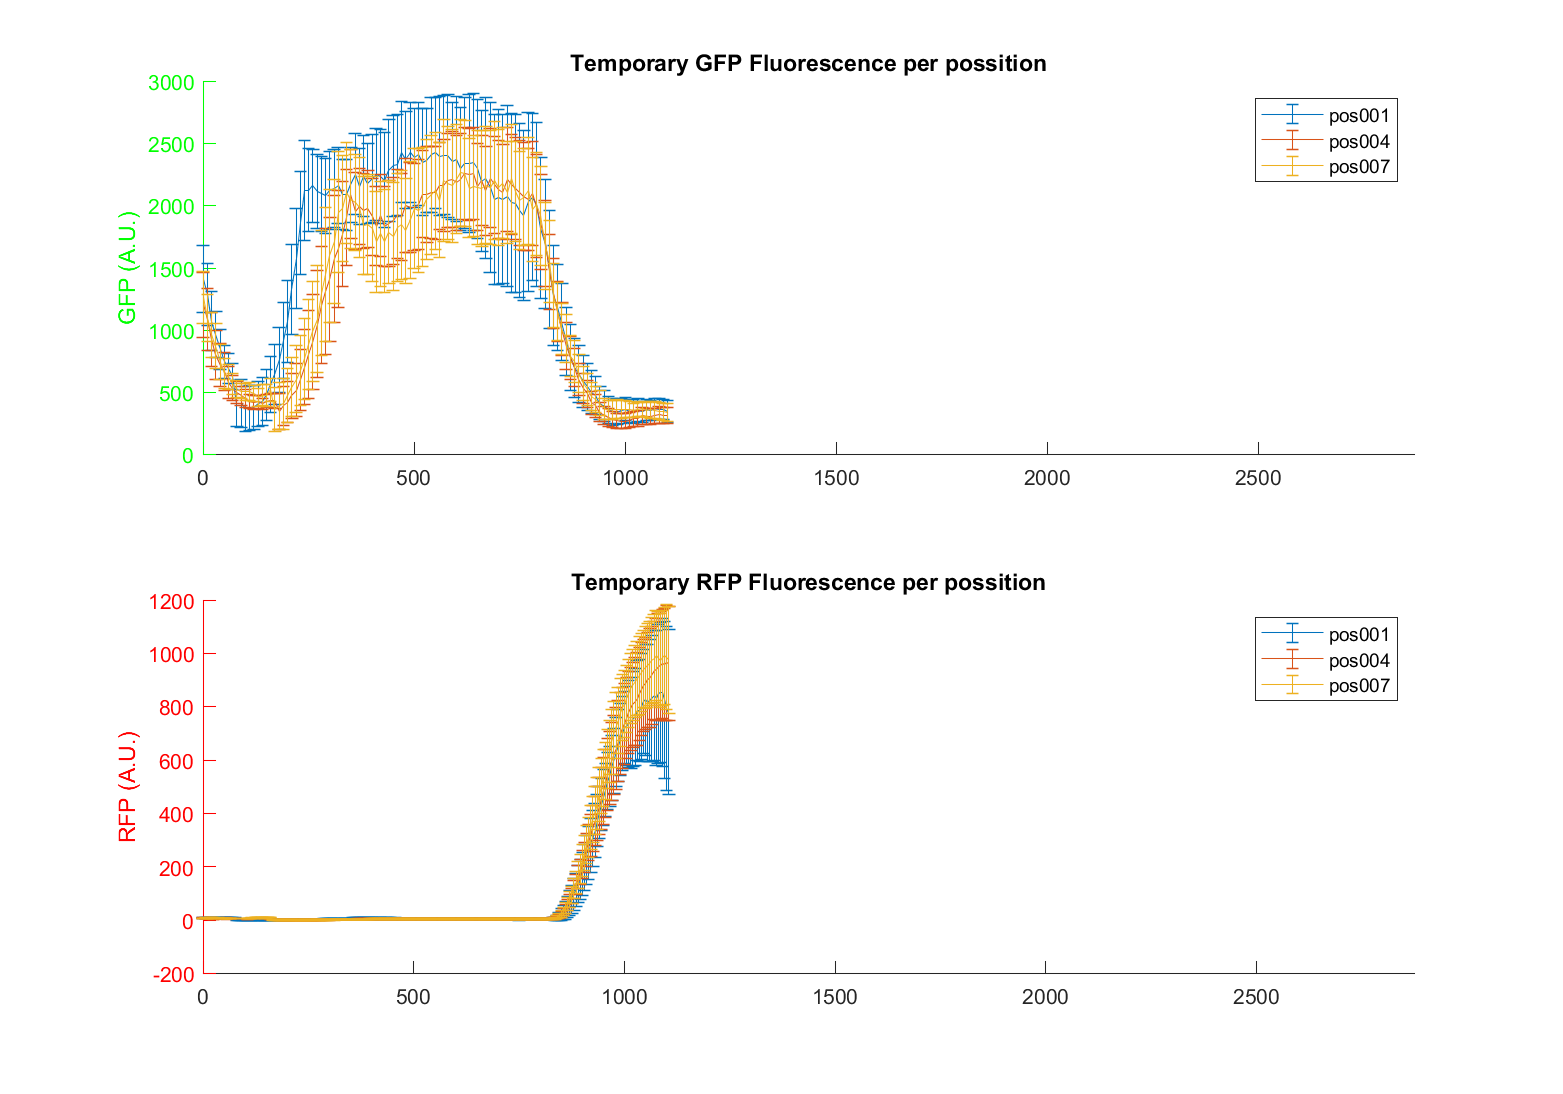 Temporary GFP Fluorescence per possition
GFP (A.U.)
3000
2500
2000
1500
1000
500
0
0 500 1000 1500 2000 2500
pos001
pos004
pos007
Temporary RFP Fluorescence per possition
RFP (A.U.)
1200
1000
800
600
400
200
0
-200
0 500 1000 1500 2000 2500
pos001
pos004
pos007